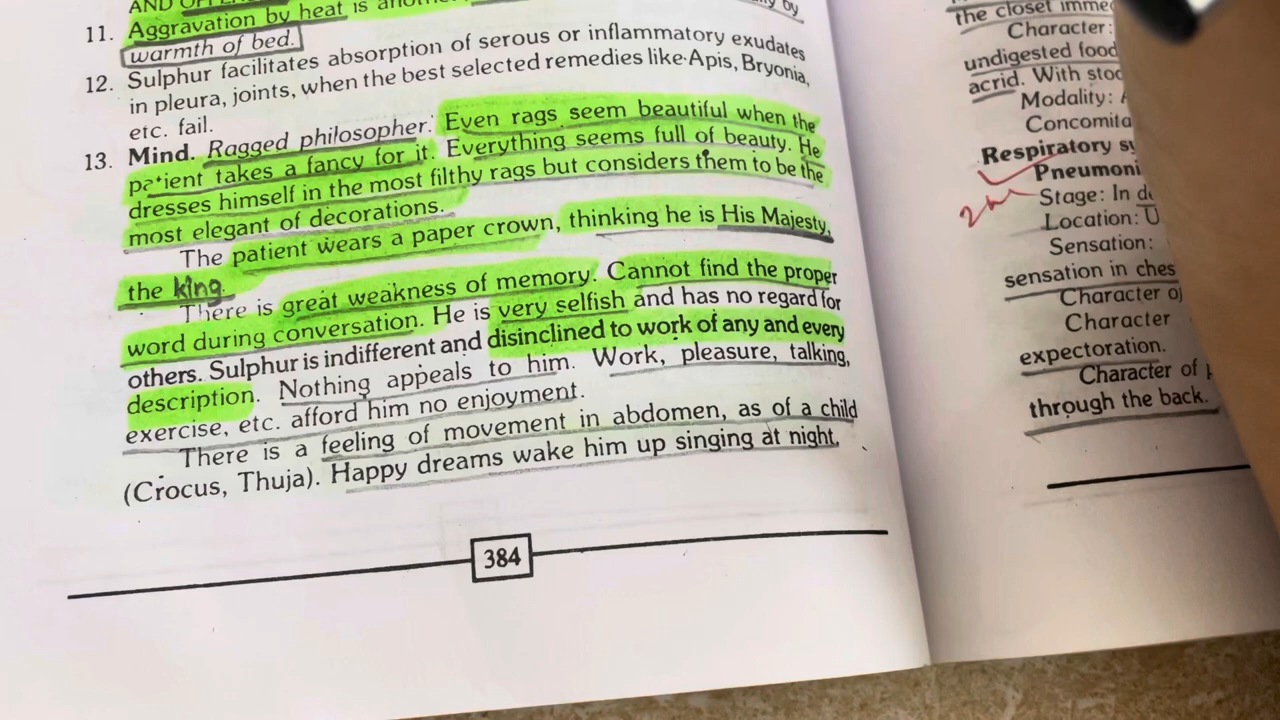 11. Aggravation by heat is
by
warmth of bed.
12. Sulphur facilitates absorption of serous or inflammatory exudates
in pleura, joints, when the best selected remedies like Apis, Bryonia,
etc. fail.
13. Mind. Ragged philosopher. Even rags seem beautiful when the
patient takes a fancy for it. Everything seems full of beauty. He
dresses himself in the most filthy rags but considers them to be the
most elegant of decorations.
The patient wears a paper crown, thinking he is His Majesty,
the king.
There is great weakness of memory. Cannot find the proper
word during conversation. He is very selfish and has no regard for
others. Sulphur is indifferent and disinclined to work of any and every
description. Nothing appeals to him. Work, pleasure, talking,
exercise, etc. afford him no enjoyment.
There is a feeling of movement in abdomen, as of a child
(Crocus, Thuja). Happy dreams wake him up singing at night.
384
the closet
Character:
undigested food
acrid. With
Modality:
Respiratory
Stage: In
Location:
Sensation:
sensation in
Character
Character
expectoration.
Character of
through the back.